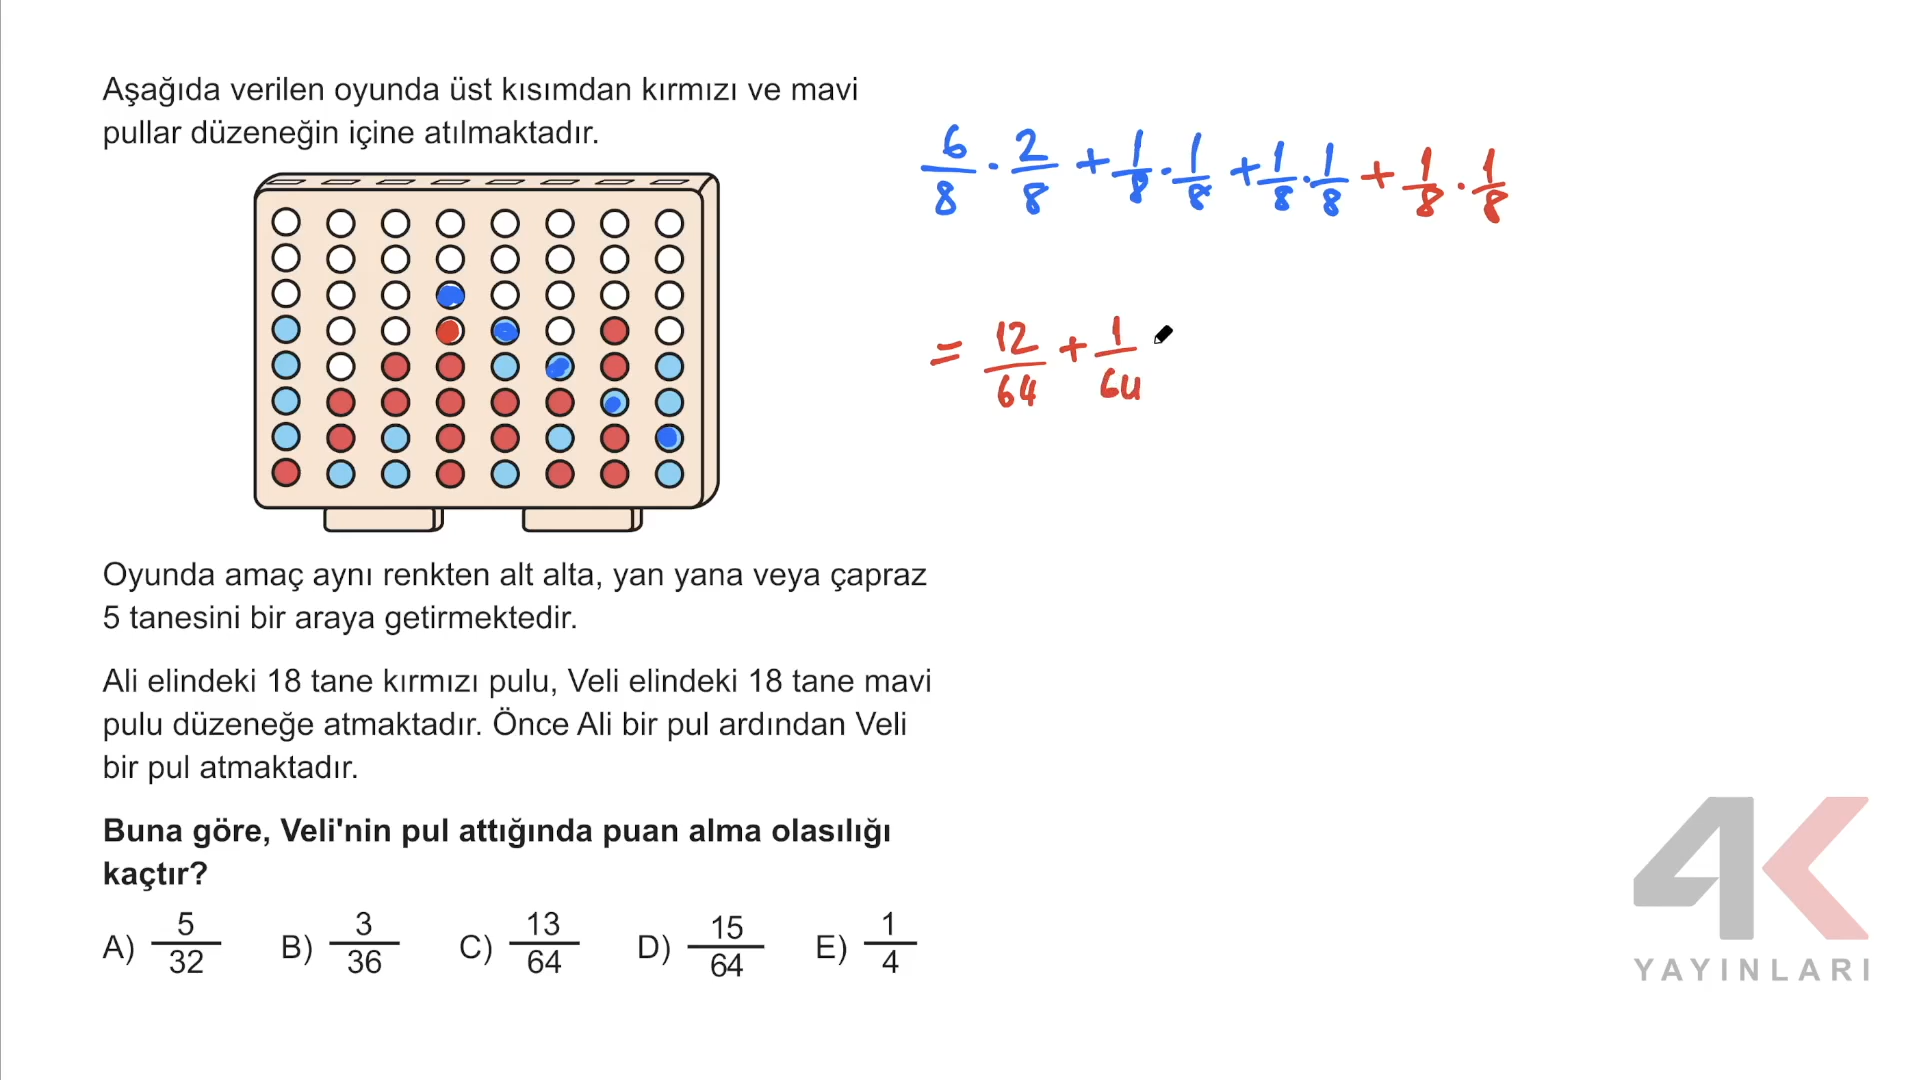 Aşağıda verilen oyunda üst kısımdan kırmızı ve mavi
pullar düzeneğin içine atılmaktadır.
6/8 · 2/8 + 1/8 · 1/8 + 1/8 · 1/8 + 1/8 · 1/8
= 12/64 + 1/64
Oyunda amaç aynı renkten alt alta, yan yana veya çapraz
5 tanesini bir araya getirmektedir.
Ali elindeki 18 tane kırmızı pulu, Veli elindeki 18 tane mavi
pulu düzeneğe atmaktadır. Önce Ali bir pul ardından Veli
bir pul atmaktadır.
Buna göre, Veli'nin pul attığında puan alma olasılığı
kaçtır?
A) 5/32 B) 3/36 C) 13/64 D) 15/64 E) 1/4
4K
YAYINLARI